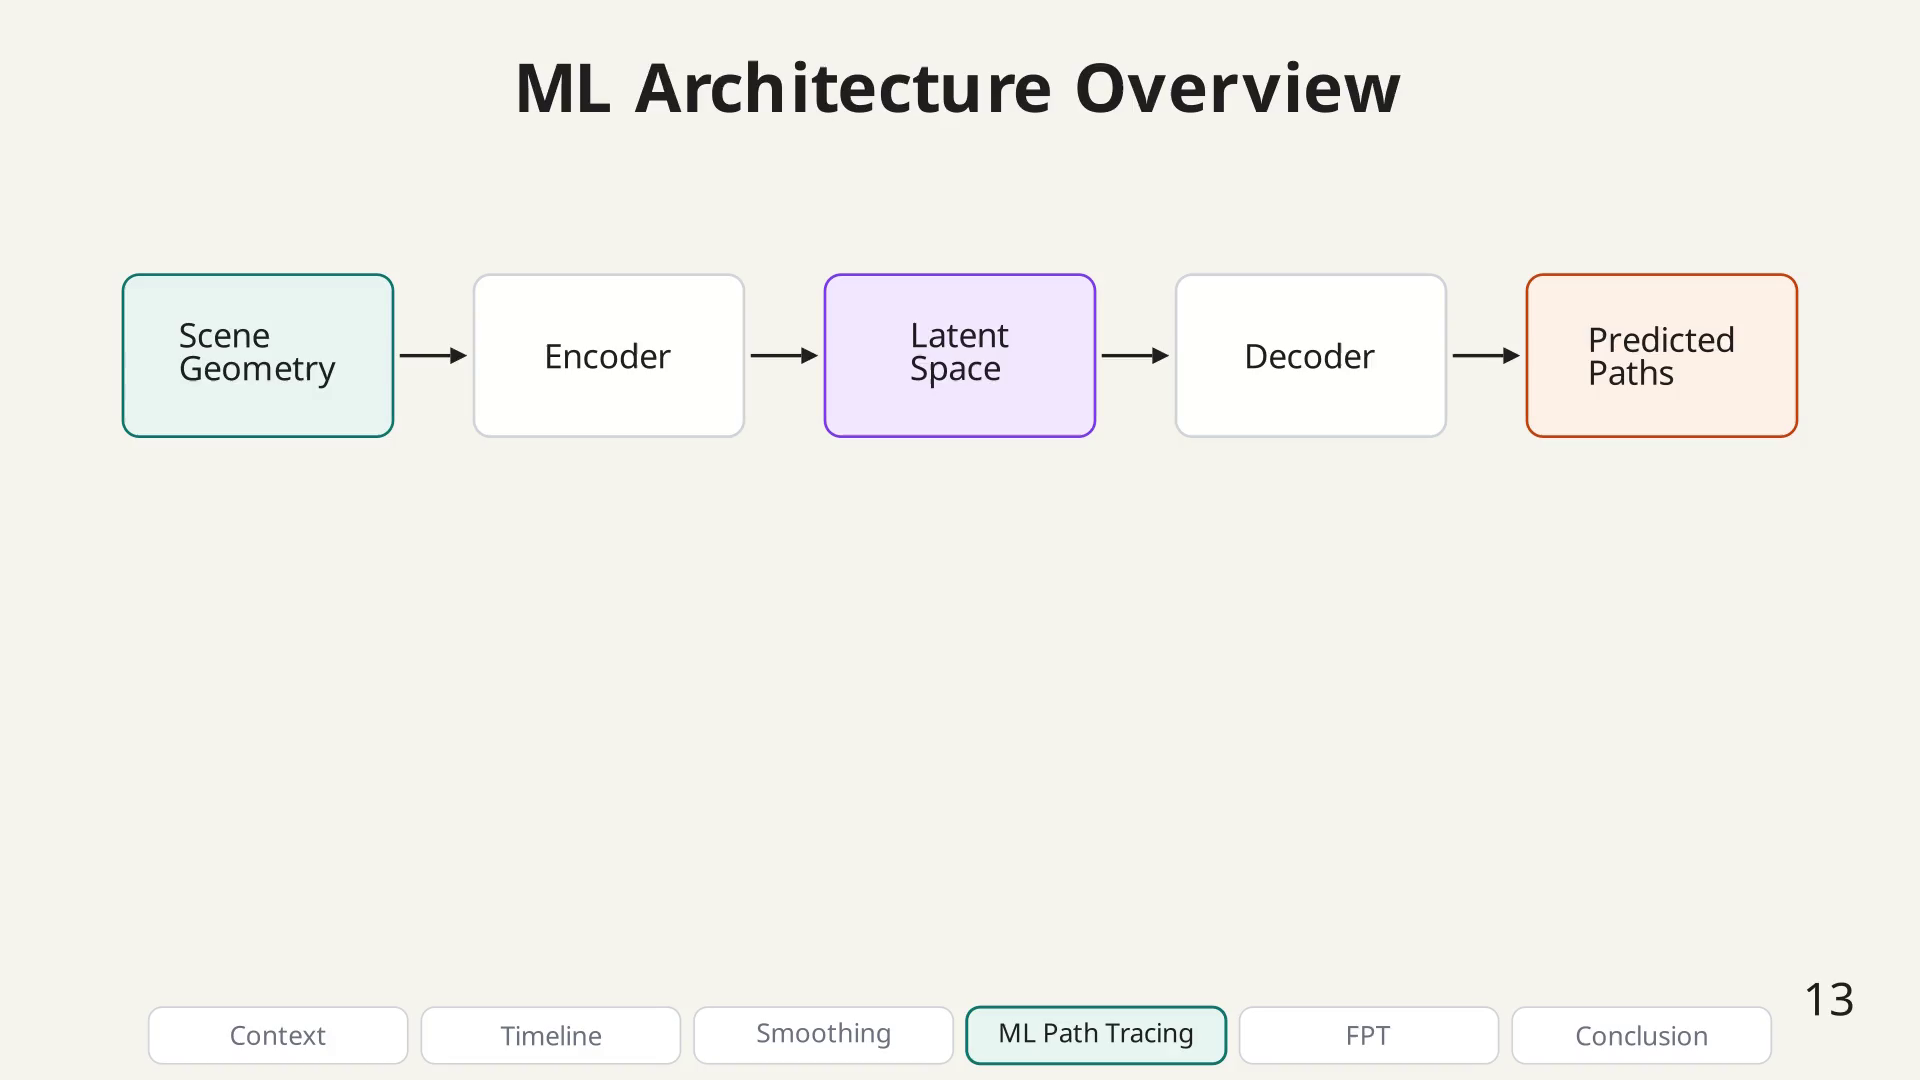 ML Architecture Overview
Scene
Geometry
Encoder
Latent
Space
Decoder
Predicted
Paths
13
Context
Timeline
Smoothing
ML Path Tracing
FPT
Conclusion